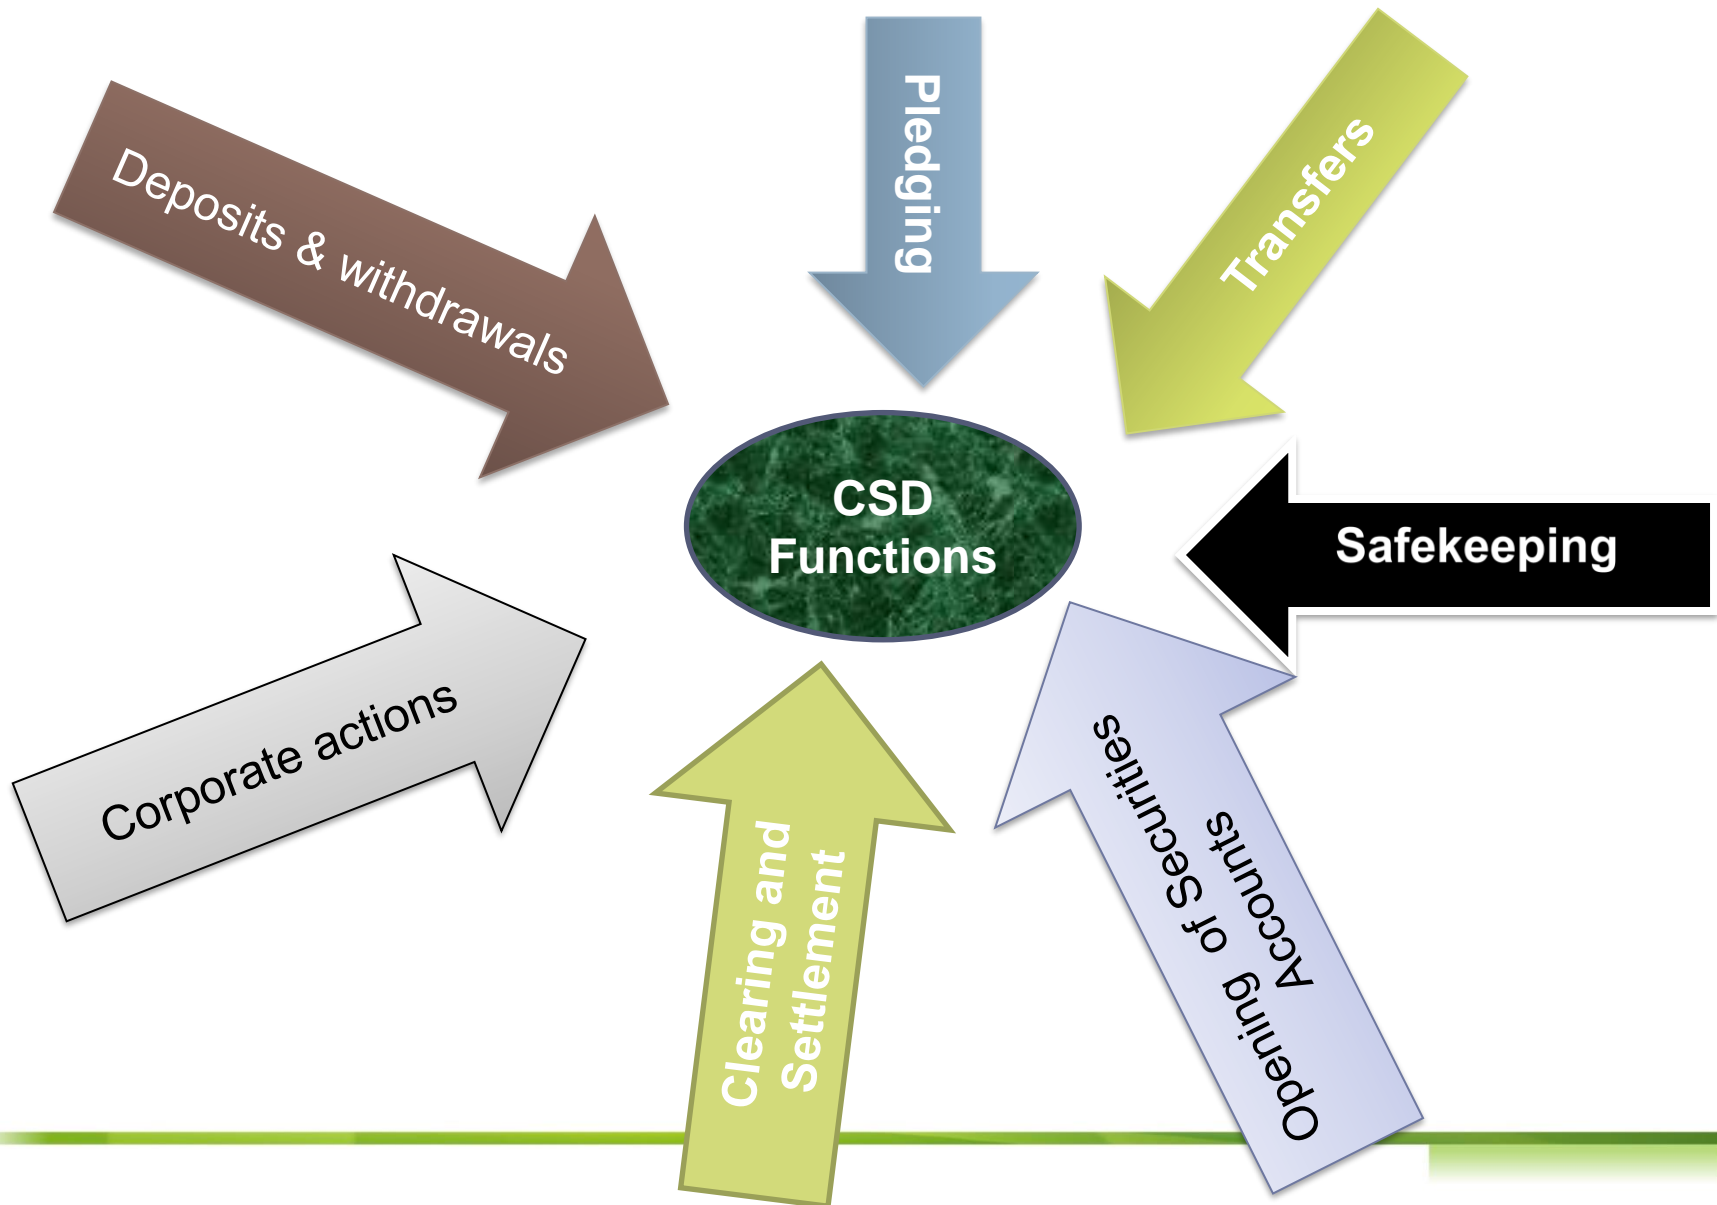 Pledging
Transfers
Deposits & withdrawals
CSD
Functions
Safekeeping
Corporate actions
Clearing and
Settlement
Opening of Securities
Accounts